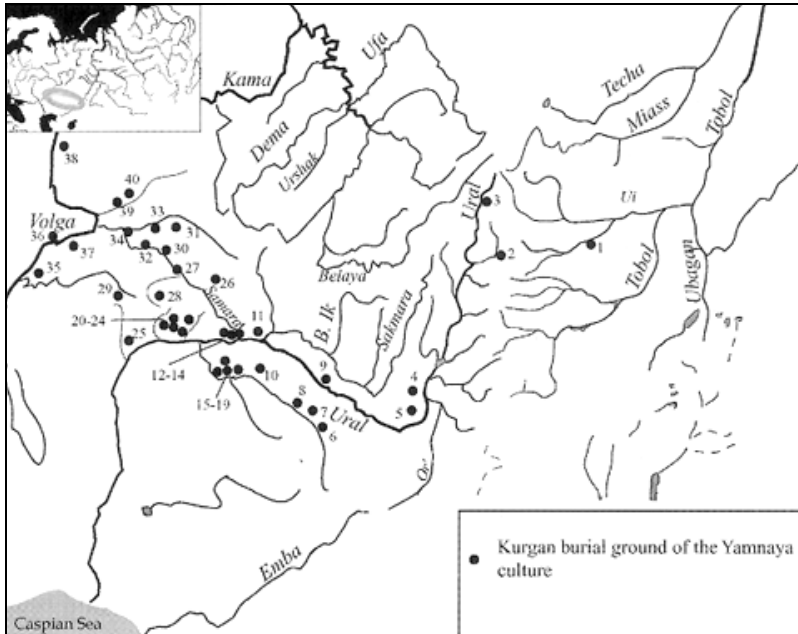 Kama
Ufa
Dema
Urshak
Techa
Miass
Tobol
38
40
39
Volga
36
37
34
33
31
32
30
27
26
35
29
28
Samara
20-24
25
11
12-14
15-19
10
Belaya
B. Ik
Sakmara
9
8
7
6
Ural
4
5
Or'
Ural
3
2
1
Ui
Tobol
Ubagan
Emba
Caspian Sea
Kurgan burial ground of the Yamnaya
culture